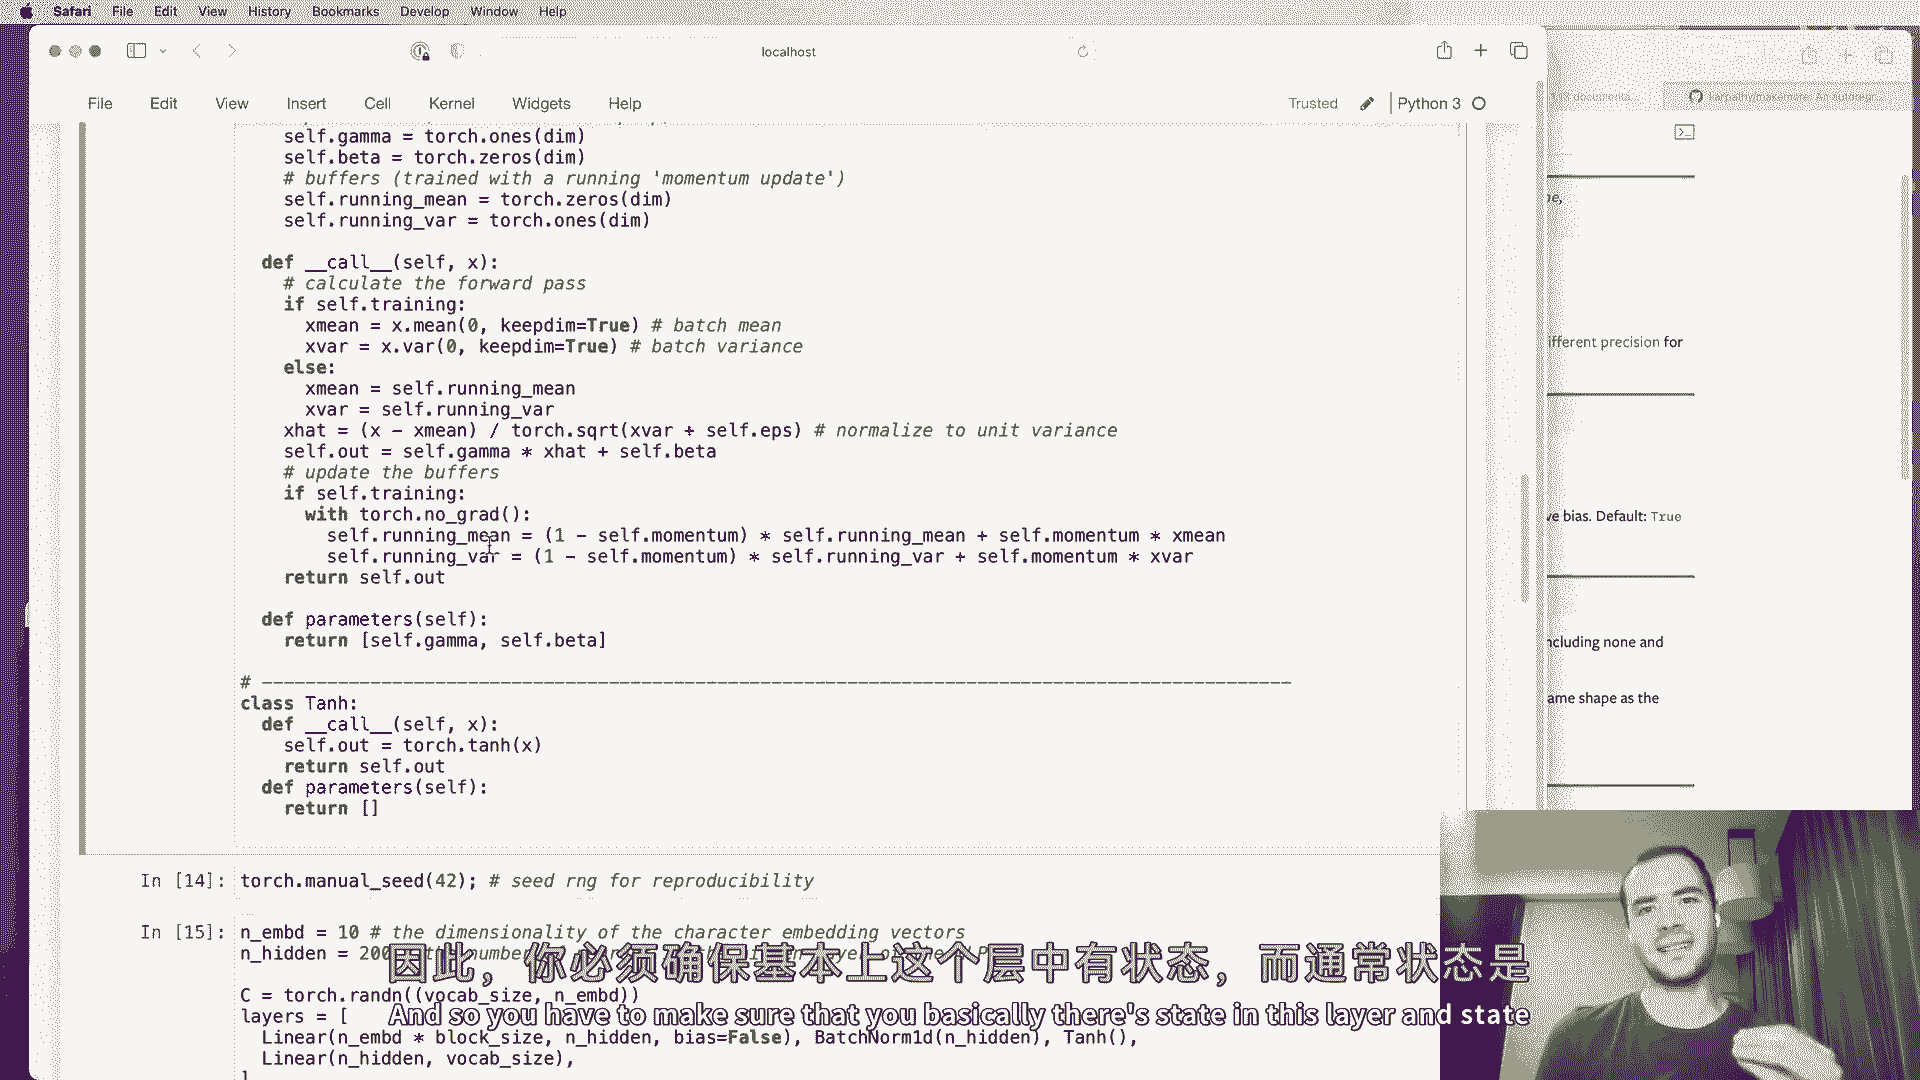 Safari File Edit View History Bookmarks Develop Window Help
localhost
File Edit View Insert Cell Kernel Widgets Help
Trusted Python 3
self.gamma = torch.ones(dim)
self.beta = torch.zeros(dim)
# buffers (trained with a running 'momentum update')
self.running_mean = torch.zeros(dim)
self.running_var = torch.ones(dim)
def __call__(self, x):
# calculate the forward pass
if self.training:
xmean = x.mean(0, keepdim=True) # batch mean
xvar = x.var(0, keepdim=True) # batch variance
else:
xmean = self.running_mean
xvar = self.running_var
xhat = (x - xmean) / torch.sqrt(xvar + self.eps) # normalize to unit variance
self.out = self.gamma * xhat + self.beta
# update the buffers
if self.training:
with torch.no_grad():
self.running_mean = (1 - self.momentum) * self.running_mean + self.momentum * xmean
self.running_var = (1 - self.momentum) * self.running_var + self.momentum * xvar
return self.out
def parameters(self):
return [self.gamma, self.beta]
# ----------------------------------------------------------------------------------------------
class Tanh:
def __call__(self, x):
self.out = torch.tanh(x)
return self.out
def parameters(self):
return []
In [14]: torch.manual_seed(42); # seed rng for reproducibility
In [15]: n_embd = 10 # the dimensionality of the character embedding vectors
n_hidden = 200
C = torch.randn((vocab_size, n_embd))
layers = [
Linear(n_embd * block_size, n_hidden, bias=False), BatchNorm1d(n_hidden), Tanh(),
Linear(n_hidden, vocab_size),
]
因此，你必须确保基本上这个层中有状态，而通常状态是
And so you have to make sure that you basically there's state in this layer and state
documents...
karpathy/makemore: An autoregr...
ifferent precision for
ve bias. Default: True
ncluding none and
ame shape as the